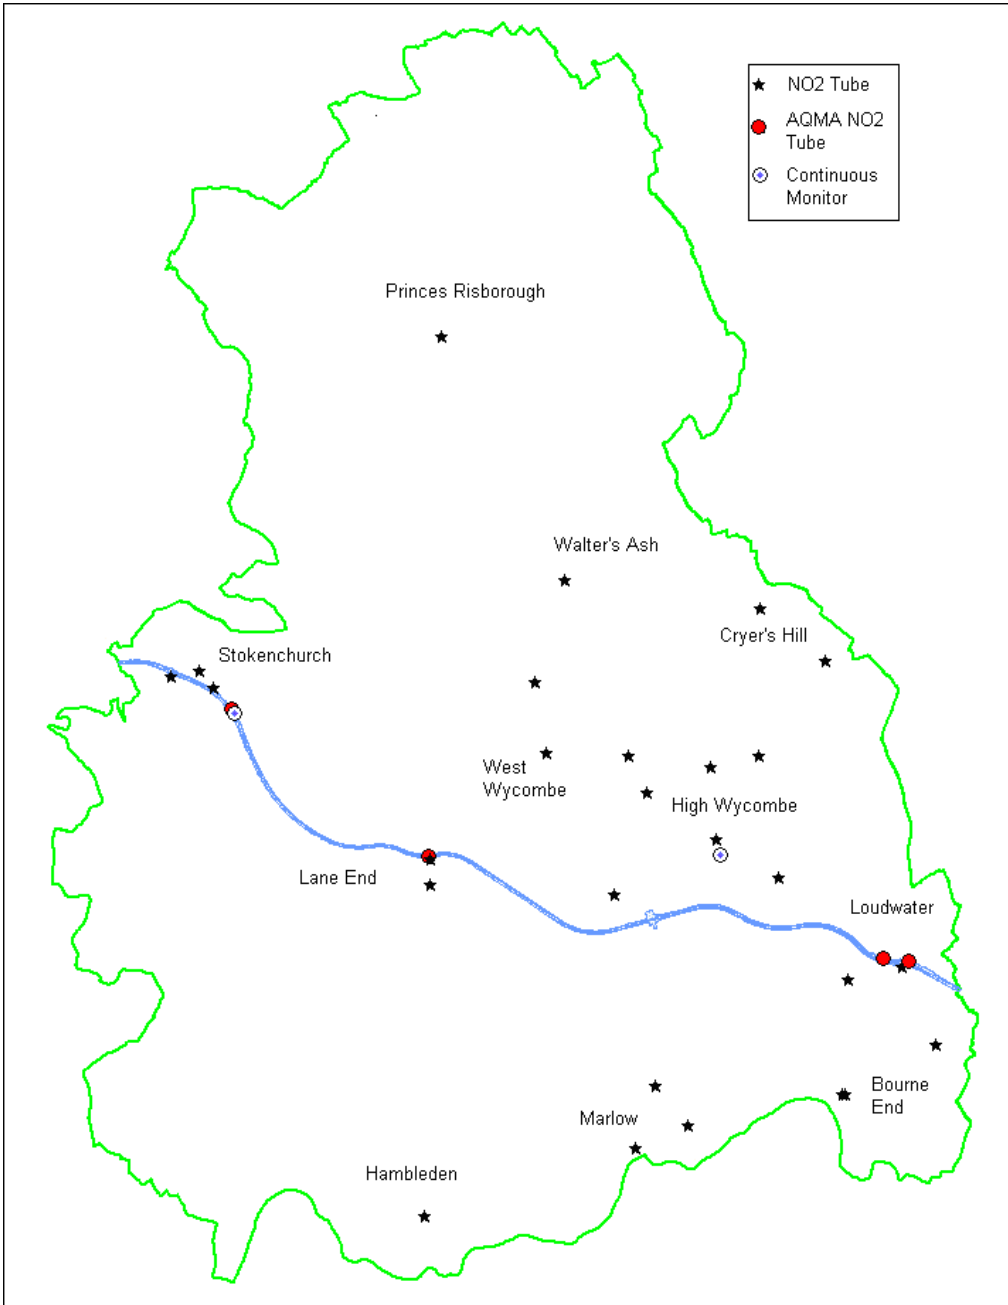 NO2 Tube
AQMA NO2
Tube
Continuous
Monitor
Princes Risborough
Walter's Ash
Cryer's Hill
Stokenchurch
West
Wycombe
High Wycombe
Lane End
Loudwater
Bourne
End
Marlow
Hambleden